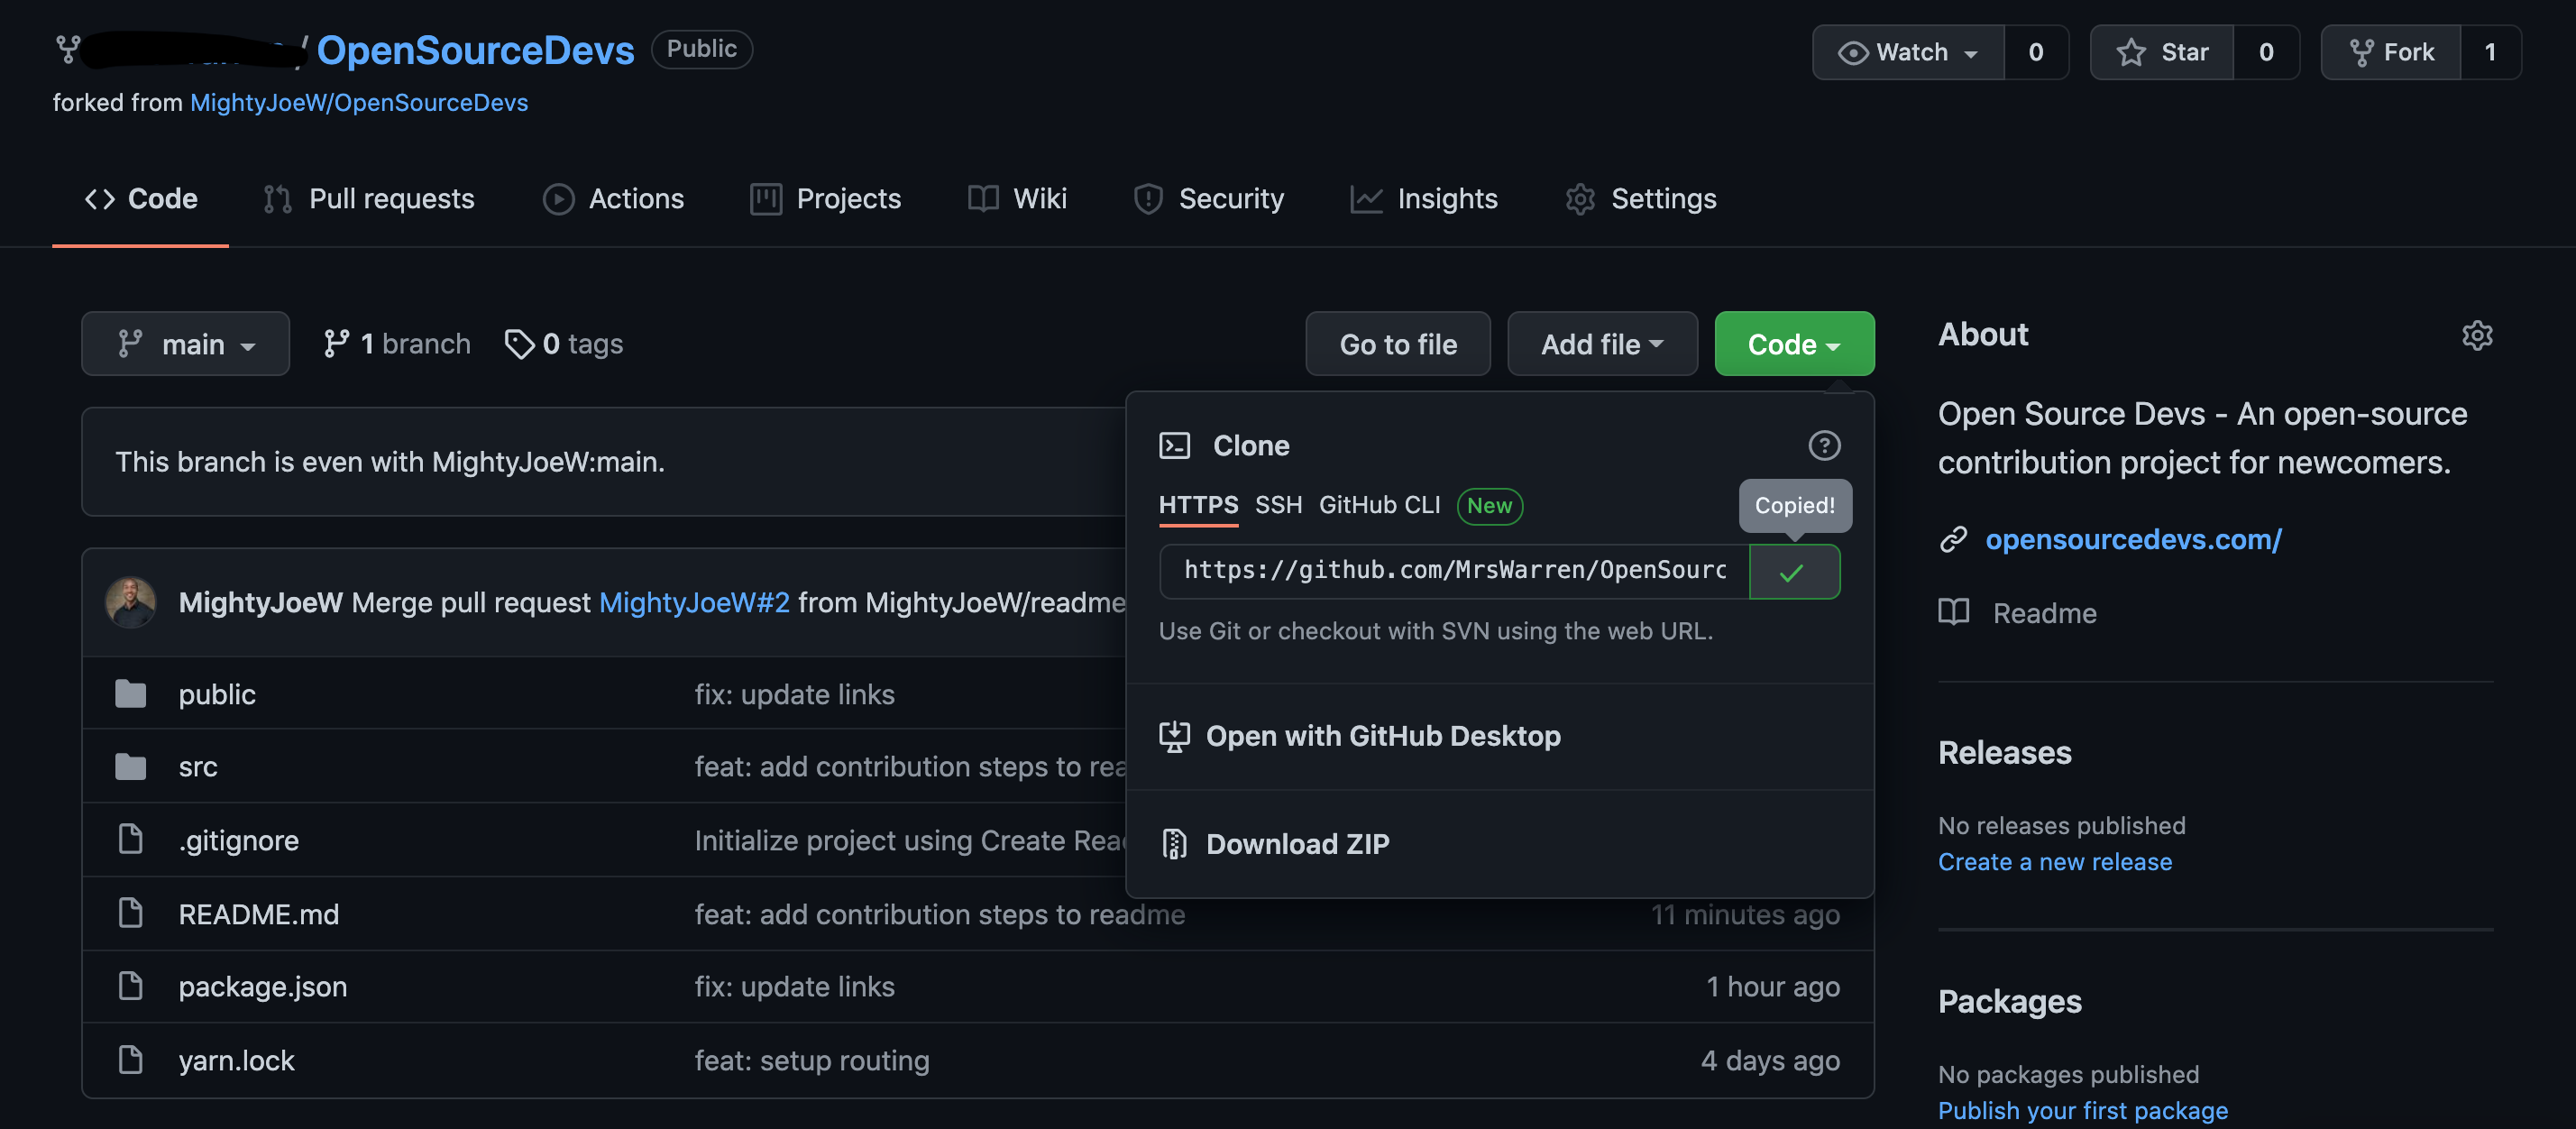 / OpenSourceDevs Public
Watch 0 Star 0 Fork 1
forked from MightyJoeW/OpenSourceDevs
Code Pull requests Actions Projects Wiki Security Insights Settings
main 1 branch 0 tags Go to file Add file Code
This branch is even with MightyJoeW:main.
MightyJoeW Merge pull request MightyJoeW#2 from MightyJoeW/readme
public fix: update links
src feat: add contribution steps to rea
.gitignore Initialize project using Create Rea
README.md feat: add contribution steps to readme 11 minutes ago
package.json fix: update links 1 hour ago
yarn.lock feat: setup routing 4 days ago
Clone
HTTPS SSH GitHub CLI New Copied!
https://github.com/MrsWarren/OpenSourc
Use Git or checkout with SVN using the web URL.
Open with GitHub Desktop
Download ZIP
About
Open Source Devs - An open-source
contribution project for newcomers.
opensourcedevs.com/
Readme
Releases
No releases published
Create a new release
Packages
No packages published
Publish your first package